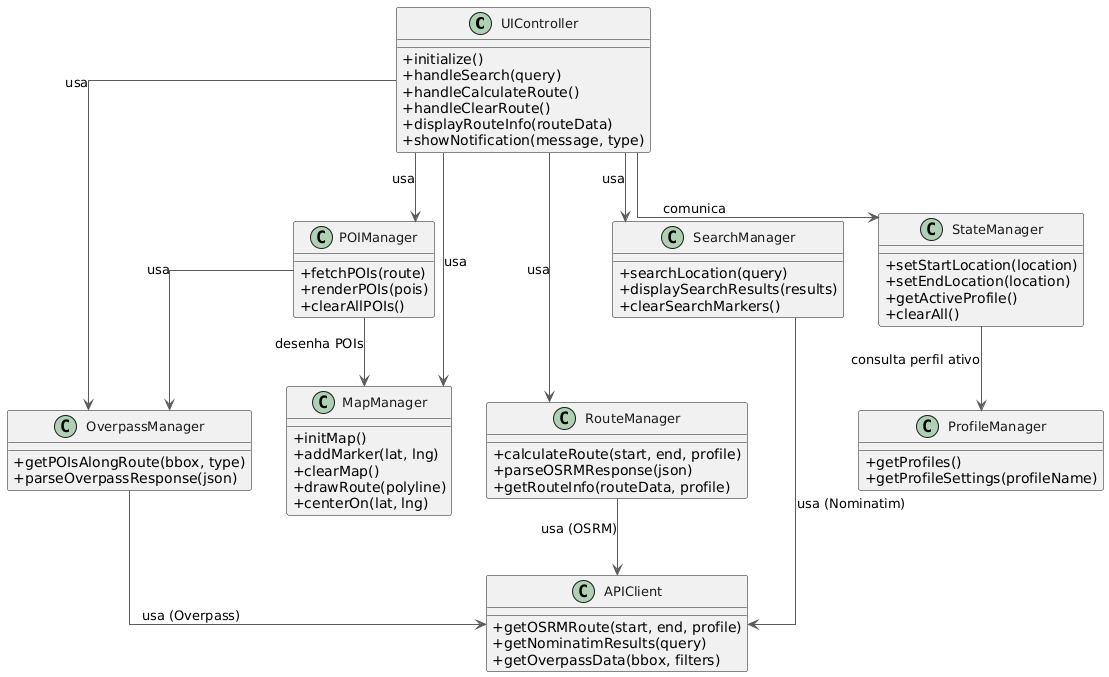 C UIController
+initialize()
+handleSearch(query)
+handleCalculateRoute()
+handleClearRoute()
+displayRouteInfo(routeData)
+showNotification(message, type)
usa
usa
usa
usa
usa
comunica
C POIManager
+fetchPOIs(route)
+renderPOIs(pois)
+clearAllPOIs()
C SearchManager
+searchLocation(query)
+displaySearchResults(results)
+clearSearchMarkers()
C StateManager
+setStartLocation(location)
+setEndLocation(location)
+getActiveProfile()
+clearAll()
usa
desenha POIs
consulta perfil ativo
C OverpassManager
+getPOIsAlongRoute(bbox, type)
+parseOverpassResponse(json)
C MapManager
+initMap()
+addMarker(lat, lng)
+clearMap()
+drawRoute(polyline)
+centerOn(lat, lng)
C RouteManager
+calculateRoute(start, end, profile)
+parseOSRMResponse(json)
+getRouteInfo(routeData, profile)
C ProfileManager
+getProfiles()
+getProfileSettings(profileName)
usa (Nominatim)
usa (OSRM)
usa (Overpass)
C APIClient
+getOSRMRoute(start, end, profile)
+getNominatimResults(query)
+getOverpassData(bbox, filters)